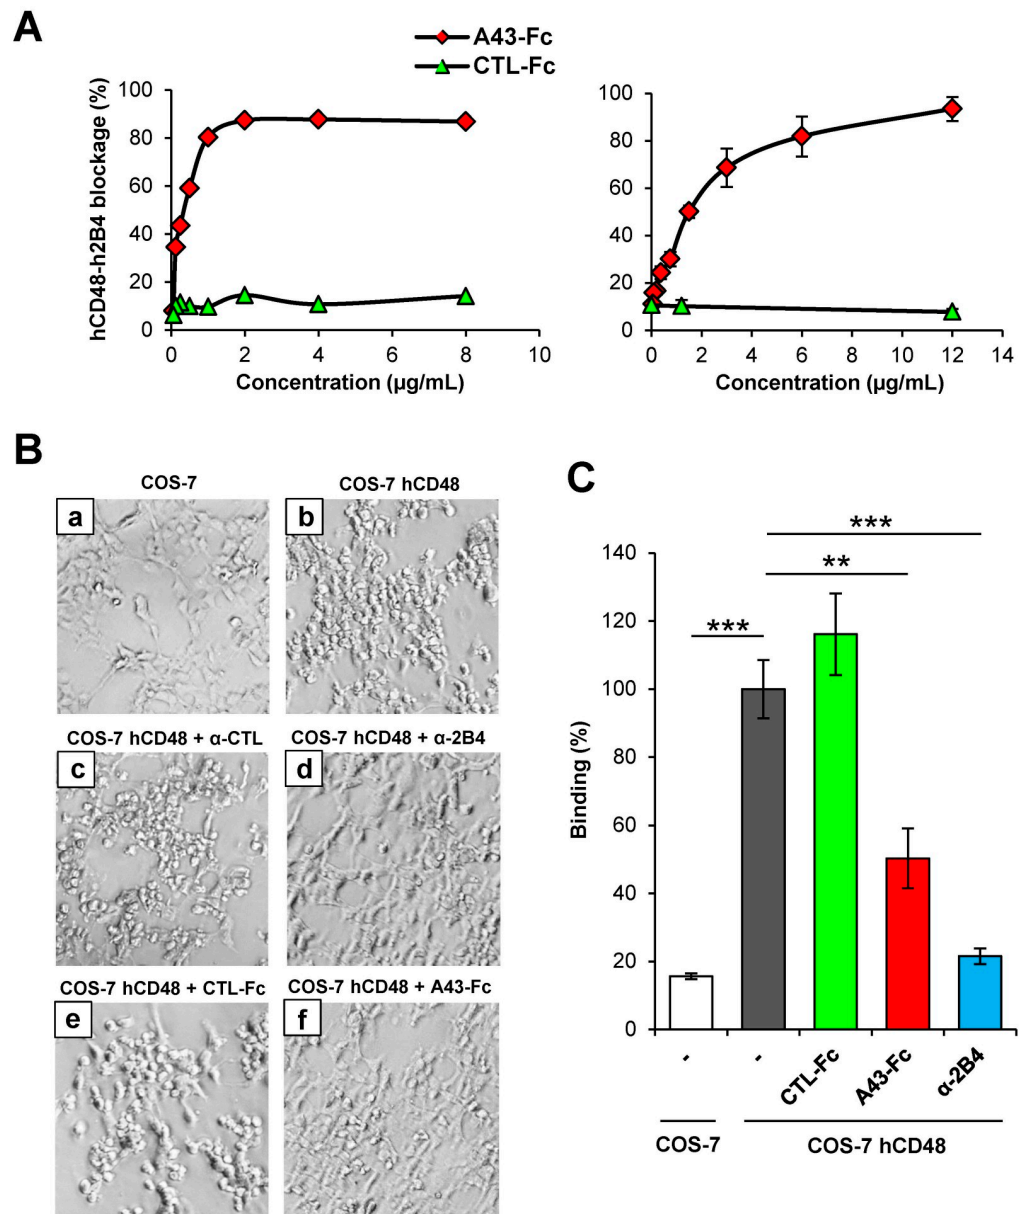 A
A43-Fc
CTL-Fc
hCD48-h2B4 blockage (%)
100
80
60
40
20
0
0 2 4 6 8 10
Concentration (µg/mL)
100
80
60
40
20
0
0 2 4 6 8 10 12 14
Concentration (µg/mL)
B
COS-7
a
COS-7 hCD48
b
COS-7 hCD48 + α-CTL
c
COS-7 hCD48 + α-2B4
d
COS-7 hCD48 + CTL-Fc
e
COS-7 hCD48 + A43-Fc
f
C
Binding (%)
140
120
100
80
60
40
20
0
***
**
***
-
-
CTL-Fc
A43-Fc
α-2B4
COS-7
COS-7 hCD48